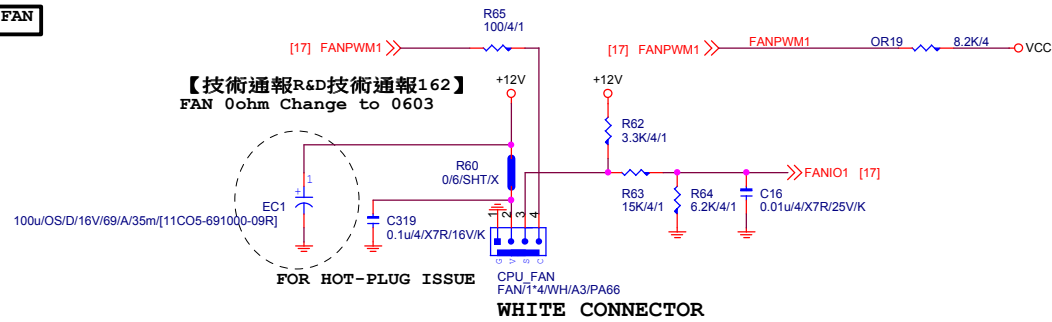 FAN
R65
100/4/1
[17] FANPWM1
[17] FANPWM1
FANPWM1
OR19
8.2K/4
VCC
【技術通報R&D技術通報162】
FAN 0ohm Change to 0603
+12V
+12V
R62
3.3K/4/1
R60
0/6/SHT/X
FANIO1 [17]
R63
15K/4/1
R64
6.2K/4/1
C16
0.01u/4/X7R/25V/K
1
+
EC1
100u/OS/D/16V/69/A/35m/[11CO5-691000-09R]
C319
0.1u/4/X7R/16V/K
1
2
3
4
G
V
S
C
FOR HOT-PLUG ISSUE
CPU_FAN
FAN/1*4/WH/A3/PA66
WHITE CONNECTOR